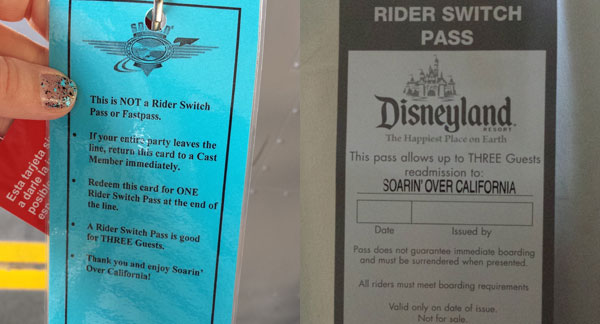 SOARIN'
This is NOT a Rider Switch
Pass or Fastpass.
• If your entire party leaves the
line, return this card to a Cast
Member immediately.
• Redeem this card for ONE
Rider Switch Pass at the end of
the line.
• A Rider Switch Pass is good
for THREE Guests.
• Thank you and enjoy Soarin'
Over California!
Esta tarjeta s
a darle la
posible
es
RIDER SWITCH
PASS
Disneyland
RESORT
The Happiest Place on Earth
This pass allows up to THREE Guests
readmission to:
SOARIN' OVER CALIFORNIA
Date Issued by
Pass does not guarantee immediate boarding
and must be surrendered when presented.
All riders must meet boarding requirements
Valid only on date of issue.
Not for sale.